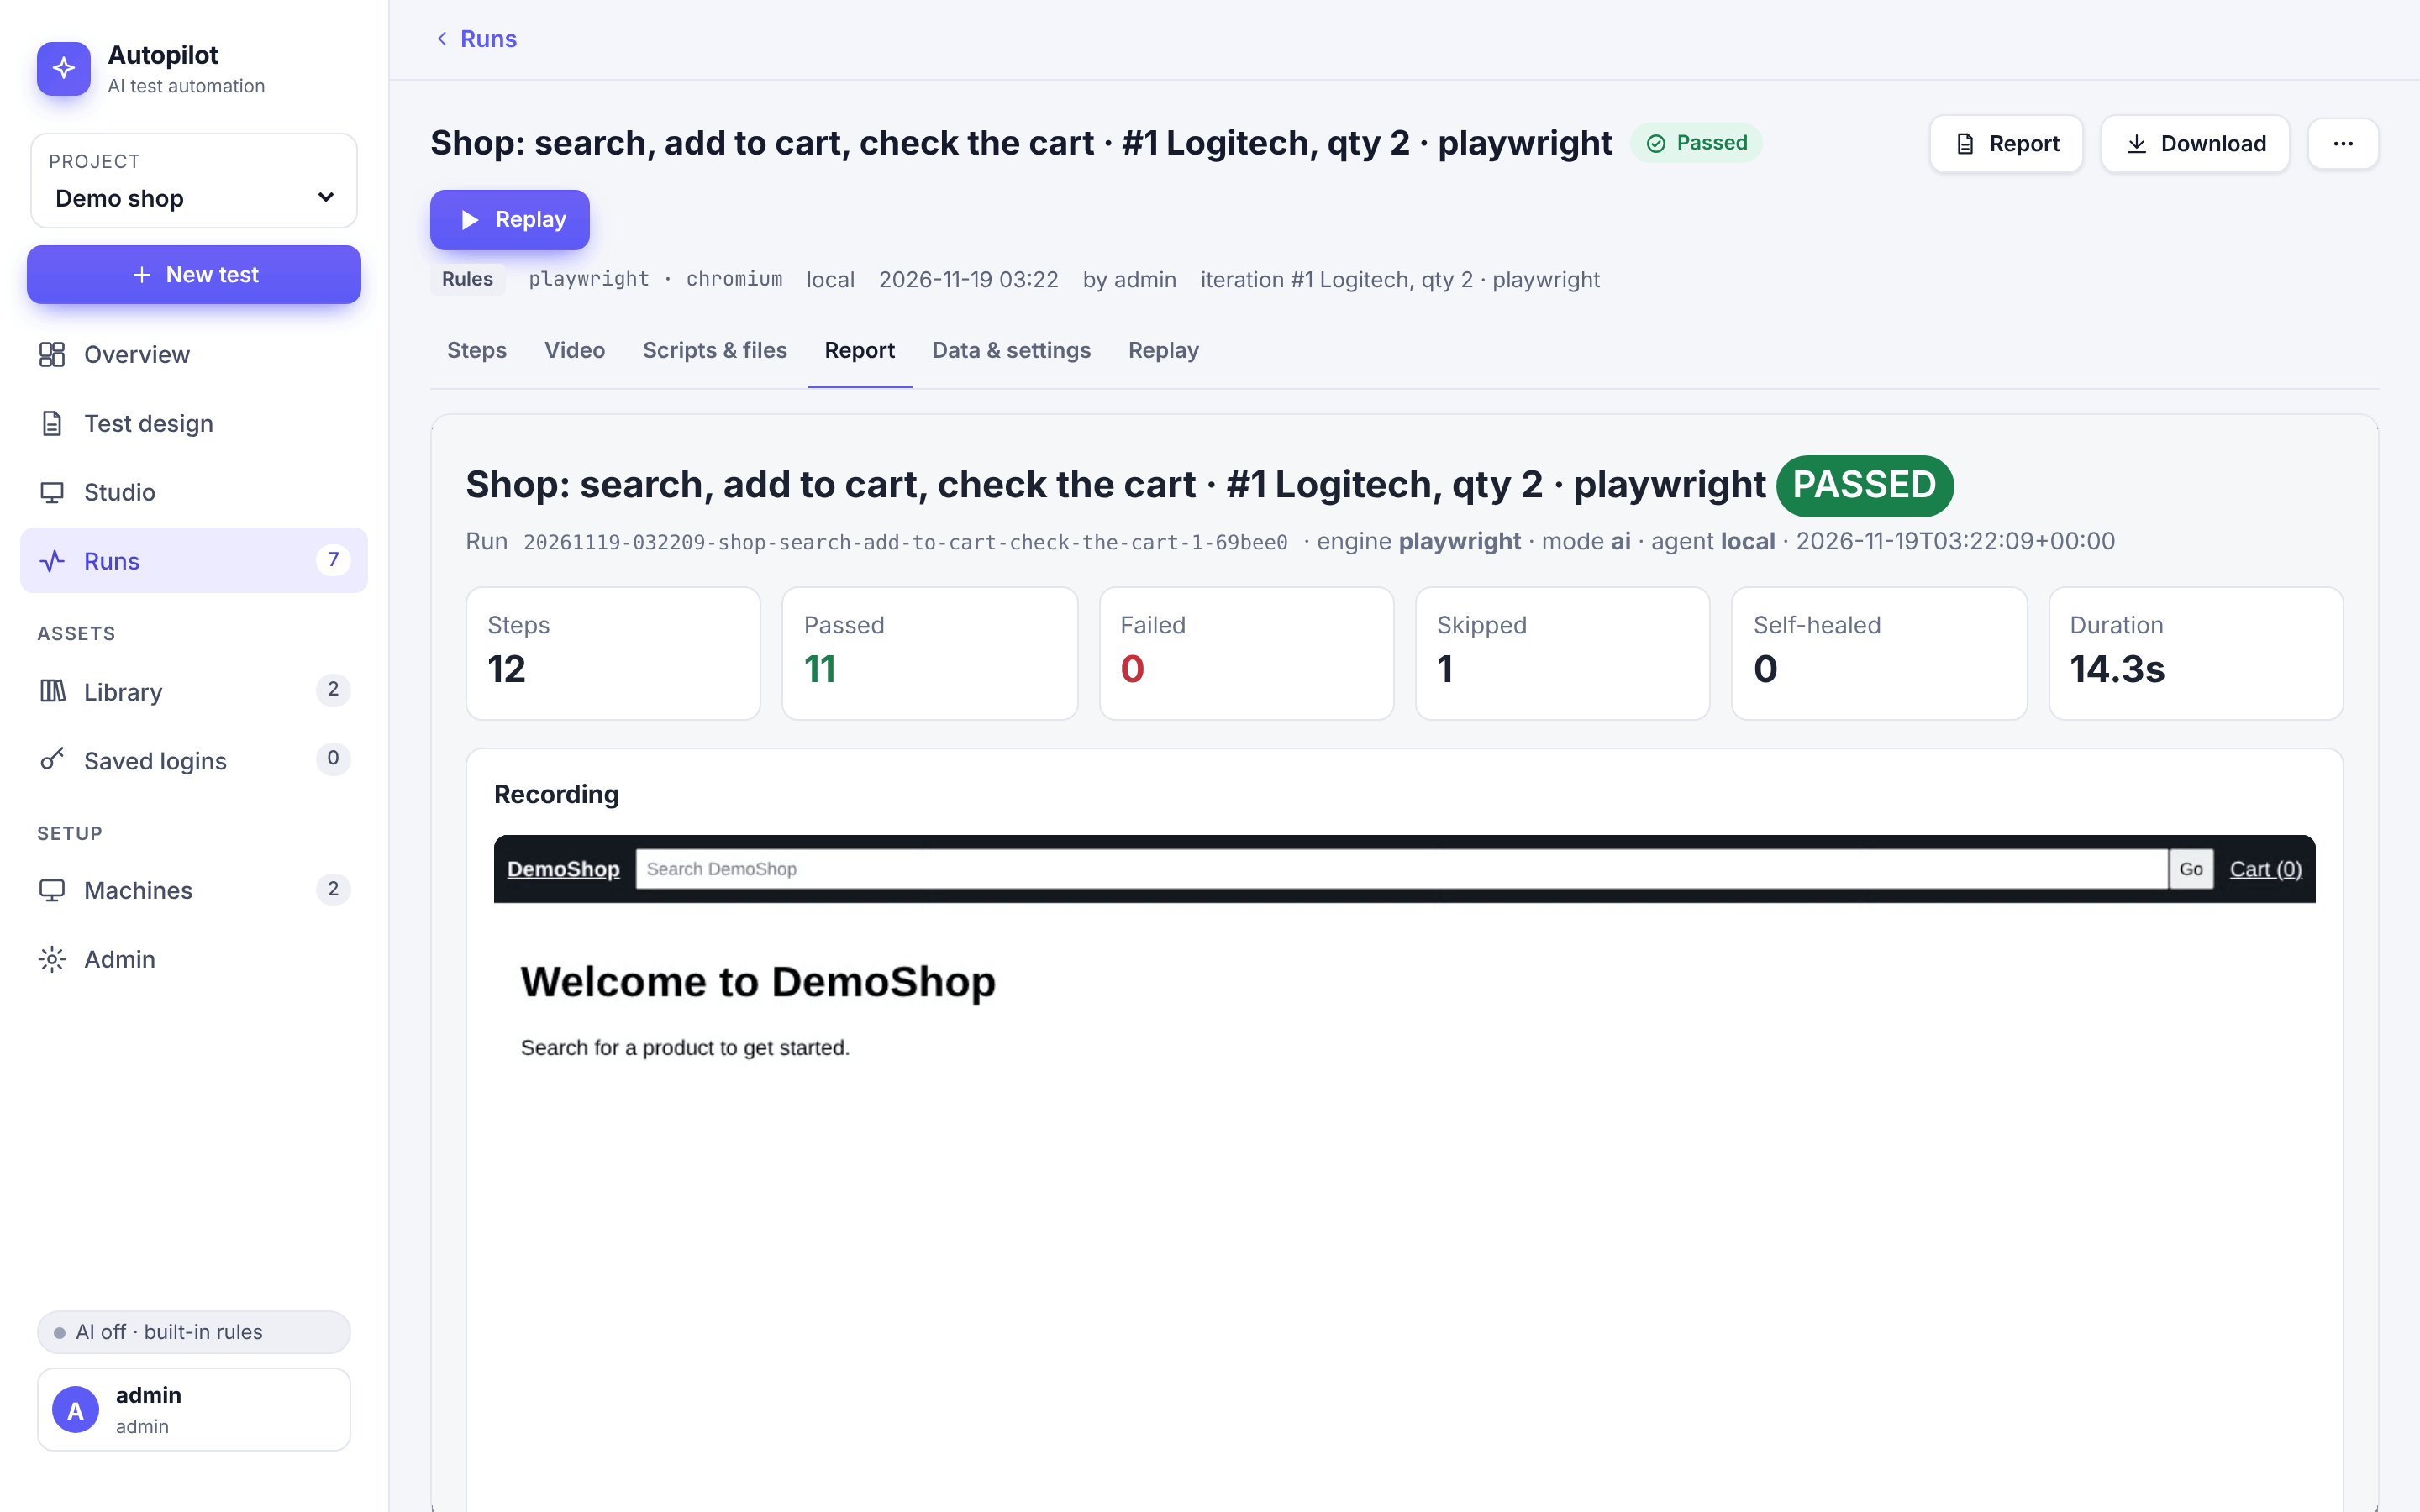 Autopilot
AI test automation
PROJECT
Demo shop
New test
Overview
Test design
Studio
Runs 7
ASSETS
Library 2
Saved logins 0
SETUP
Machines 2
Admin
AI off · built-in rules
A
admin
admin
Runs
Shop: search, add to cart, check the cart · #1 Logitech, qty 2 · playwright Passed
Report Download
Replay
Rules playwright · chromium local 2026-11-19 03:22 by admin iteration #1 Logitech, qty 2 · playwright
Steps Video Scripts & files Report Data & settings Replay
Shop: search, add to cart, check the cart · #1 Logitech, qty 2 · playwright PASSED
Run 20261119-032209-shop-search-add-to-cart-check-the-cart-1-69bee0 · engine playwright · mode ai · agent local · 2026-11-19T03:22:09+00:00
Steps Passed Failed Skipped Self-healed Duration
12 11 0 1 0 14.3s
Recording
DemoShop Search DemoShop Go Cart (0)
Welcome to DemoShop
Search for a product to get started.